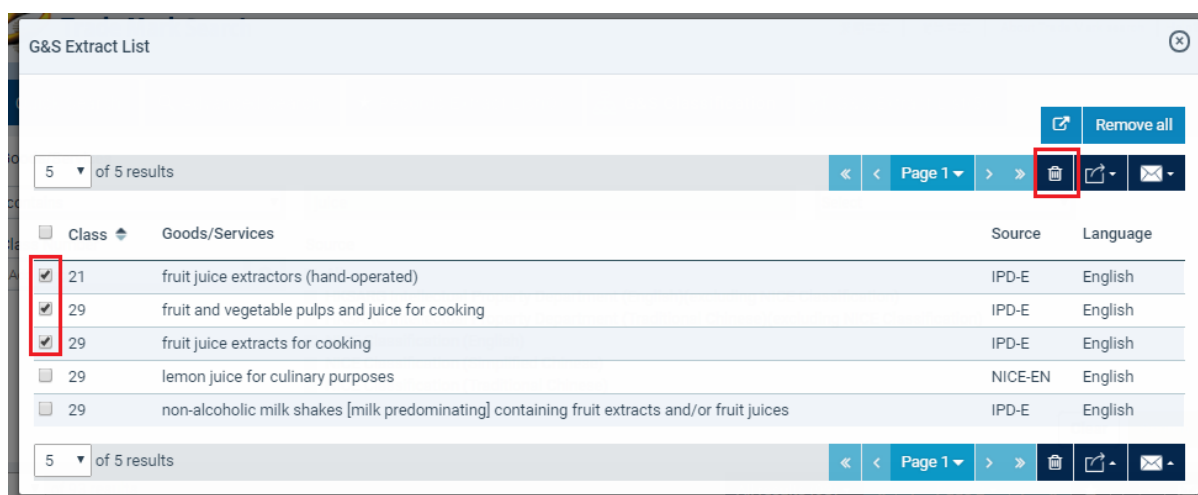 G&S Extract List
Remove all
5 of 5 results
Page 1
Class Goods/Services Source Language
21 fruit juice extractors (hand-operated) IPD-E English
29 fruit and vegetable pulps and juice for cooking IPD-E English
29 fruit juice extracts for cooking IPD-E English
29 lemon juice for culinary purposes NICE-EN English
29 non-alcoholic milk shakes [milk predominating] containing fruit extracts and/or fruit juices IPD-E English
5 of 5 results
Page 1